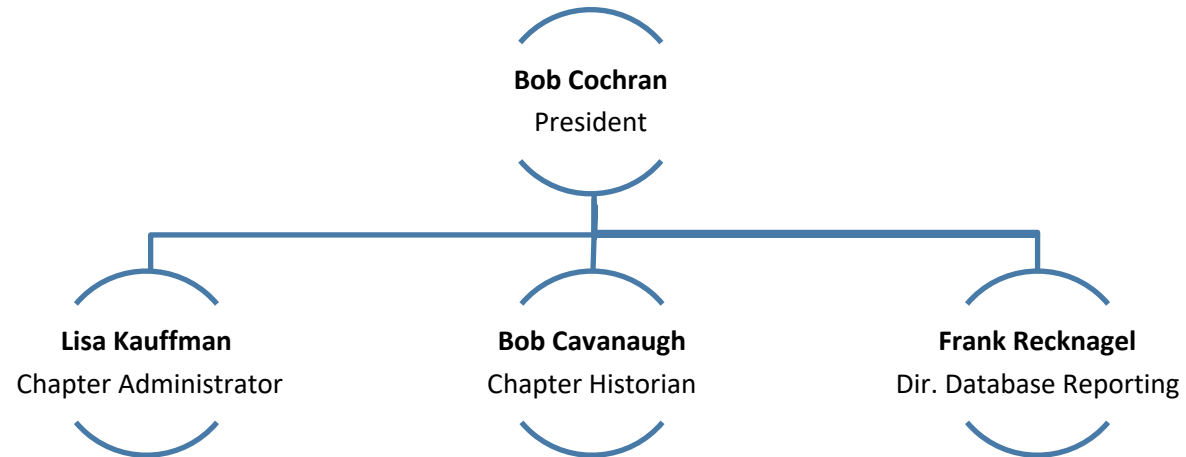 Bob Cochran
President
Lisa Kauffman
Chapter Administrator
Bob Cavanaugh
Chapter Historian
Frank Recknagel
Dir. Database Reporting